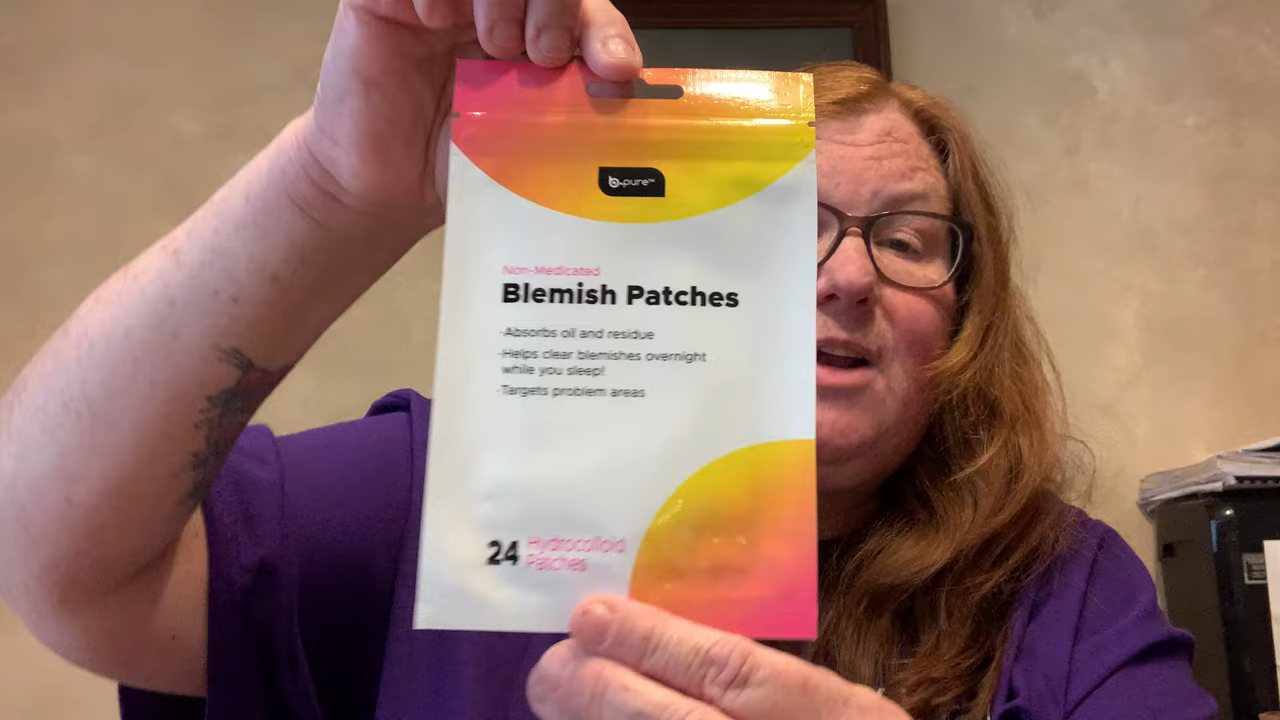 b.pure™
Non-Medicated
Blemish Patches
·Absorbs oil and residue
·Helps clear blemishes overnight
while you sleep!
·Targets problem areas
24 Hydrocolloid
Patches